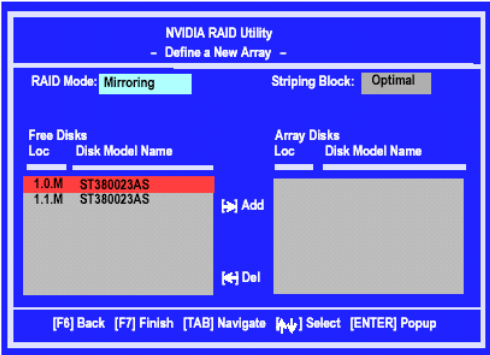 NVIDIA RAID Utility
– Define a New Array –
RAID Mode: Mirroring
Striping Block: Optimal
Free Disks
Loc Disk Model Name
1.0.M ST380023AS
1.1.M ST380023AS
[→] Add
[←] Del
Array Disks
Loc Disk Model Name
[F6] Back [F7] Finish [TAB] Navigate [↑↓] Select [ENTER] Popup